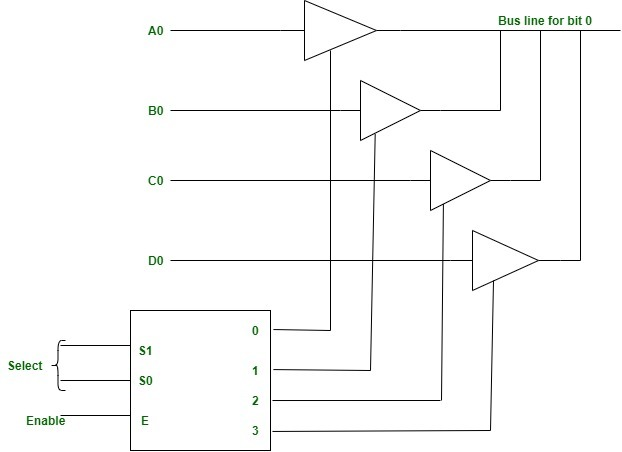 Bus line for bit 0
A0
B0
C0
D0
0
S1
1
Select
S0
2
Enable
E
3